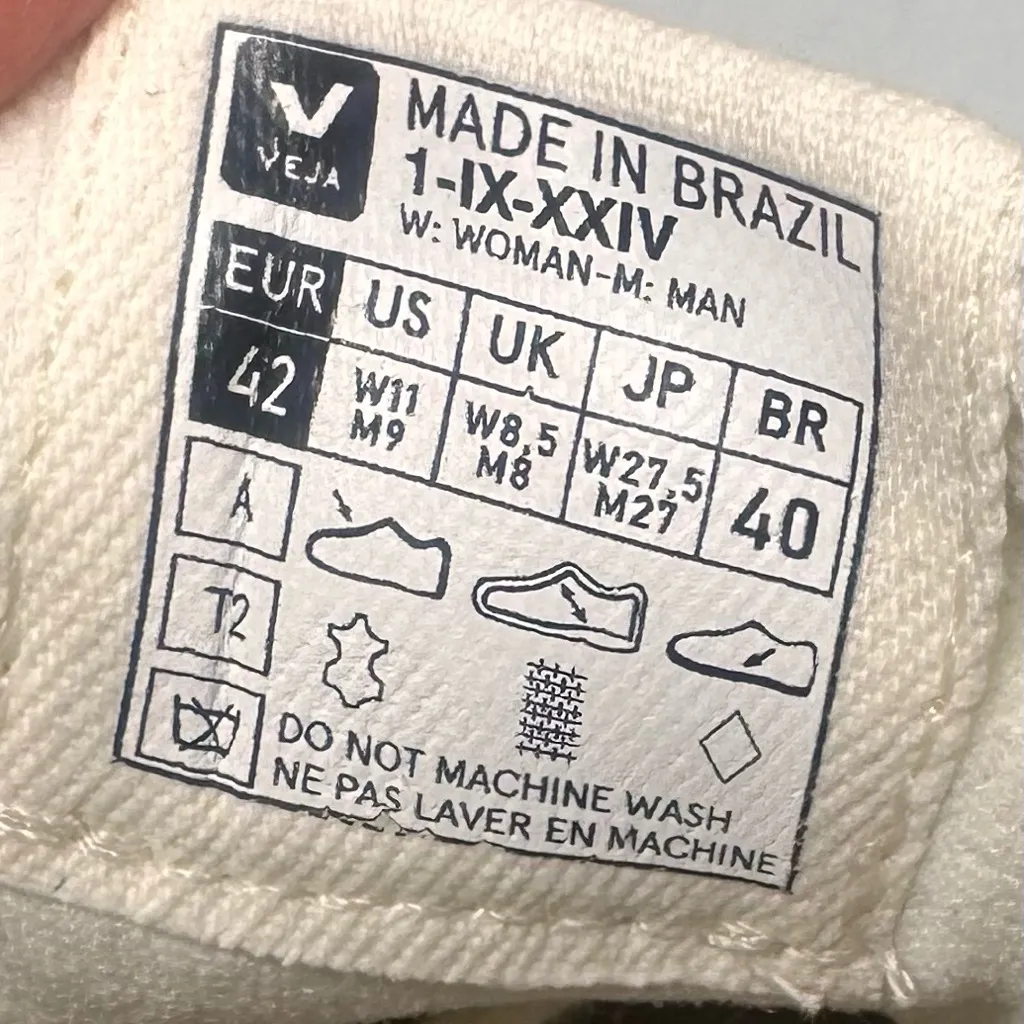 V
VEJA
MADE IN BRAZIL
1-IX-XXIV
W: WOMAN-M: MAN
EUR US UK JP BR
42 W11 W8,5 W27,5 40
M9 M8 M27
A
T2
DO NOT MACHINE WASH
NE PAS LAVER EN MACHINE